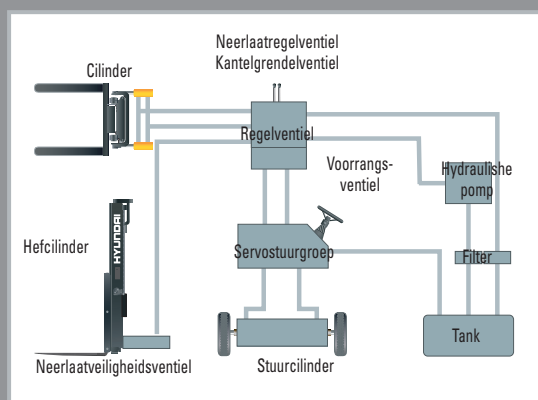 Neerlaatregelventiel
Kantelgrendelventiel
Cilinder
Regelventiel
Voorrangs-
ventiel
Hydraulishe
pomp
Hefcilinder
HYUNDAI
Servostuurgroep
Filter
Tank
Neerlaatveiligheidsventiel
Stuurcilinder